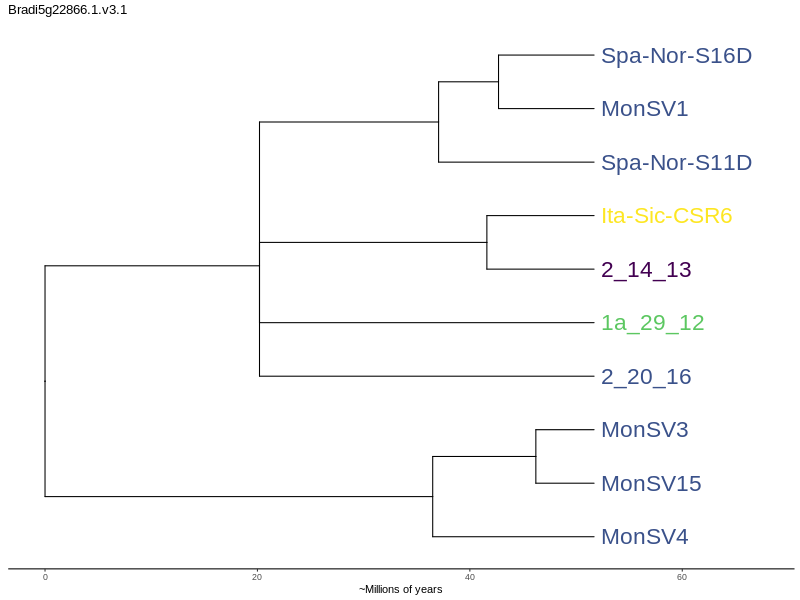 Bradi5g22866.1.v3.1
Spa-Nor-S16D
MonSV1
Spa-Nor-S11D
Ita-Sic-CSR6
2_14_13
1a_29_12
2_20_16
MonSV3
MonSV15
MonSV4
0 20 40 60
~Millions of years